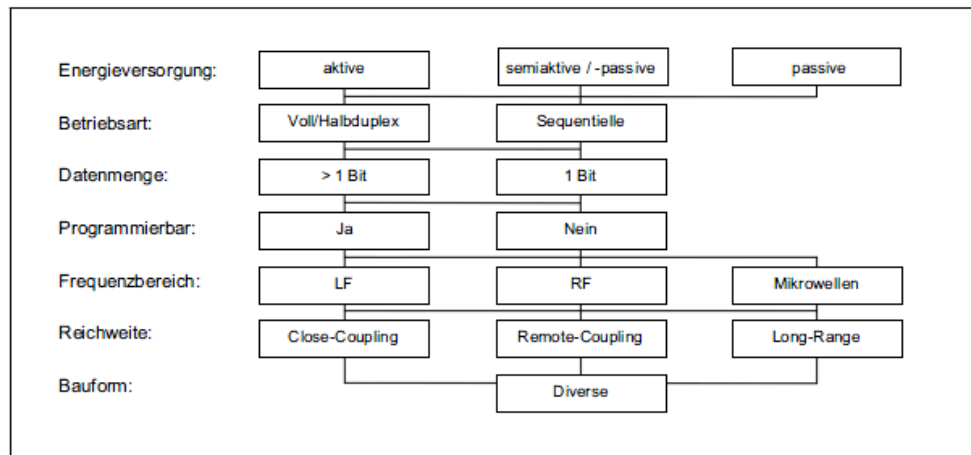 Energieversorgung: aktive semiaktive / -passive passive
Betriebsart: Voll/Halbduplex Sequentielle
Datenmenge: > 1 Bit 1 Bit
Programmierbar: Ja Nein
Frequenzbereich: LF RF Mikrowellen
Reichweite: Close-Coupling Remote-Coupling Long-Range
Bauform: Diverse